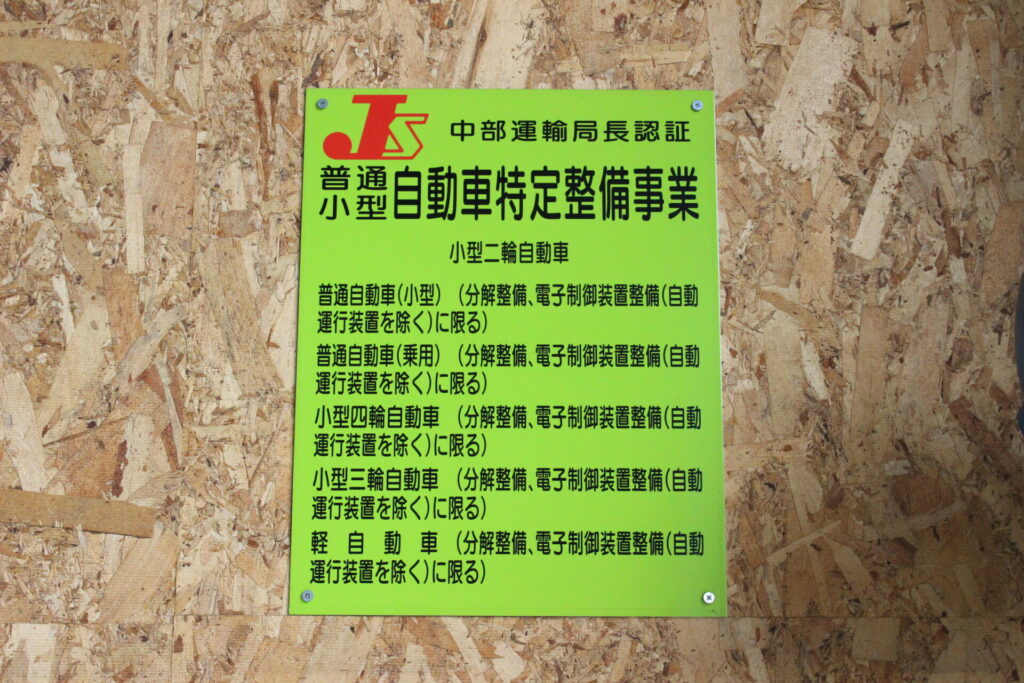 JS 中部運輸局長認証
普通
小型 自動車特定整備事業
小型二輪自動車
普通自動車(小型) (分解整備、電子制御装置整備(自動
運行装置を除く)に限る)
普通自動車(乗用) (分解整備、電子制御装置整備(自動
運行装置を除く)に限る)
小型四輪自動車 (分解整備、電子制御装置整備(自動
運行装置を除く)に限る)
小型三輪自動車 (分解整備、電子制御装置整備(自動
運行装置を除く)に限る)
軽自動車 (分解整備、電子制御装置整備(自動
運行装置を除く)に限る)